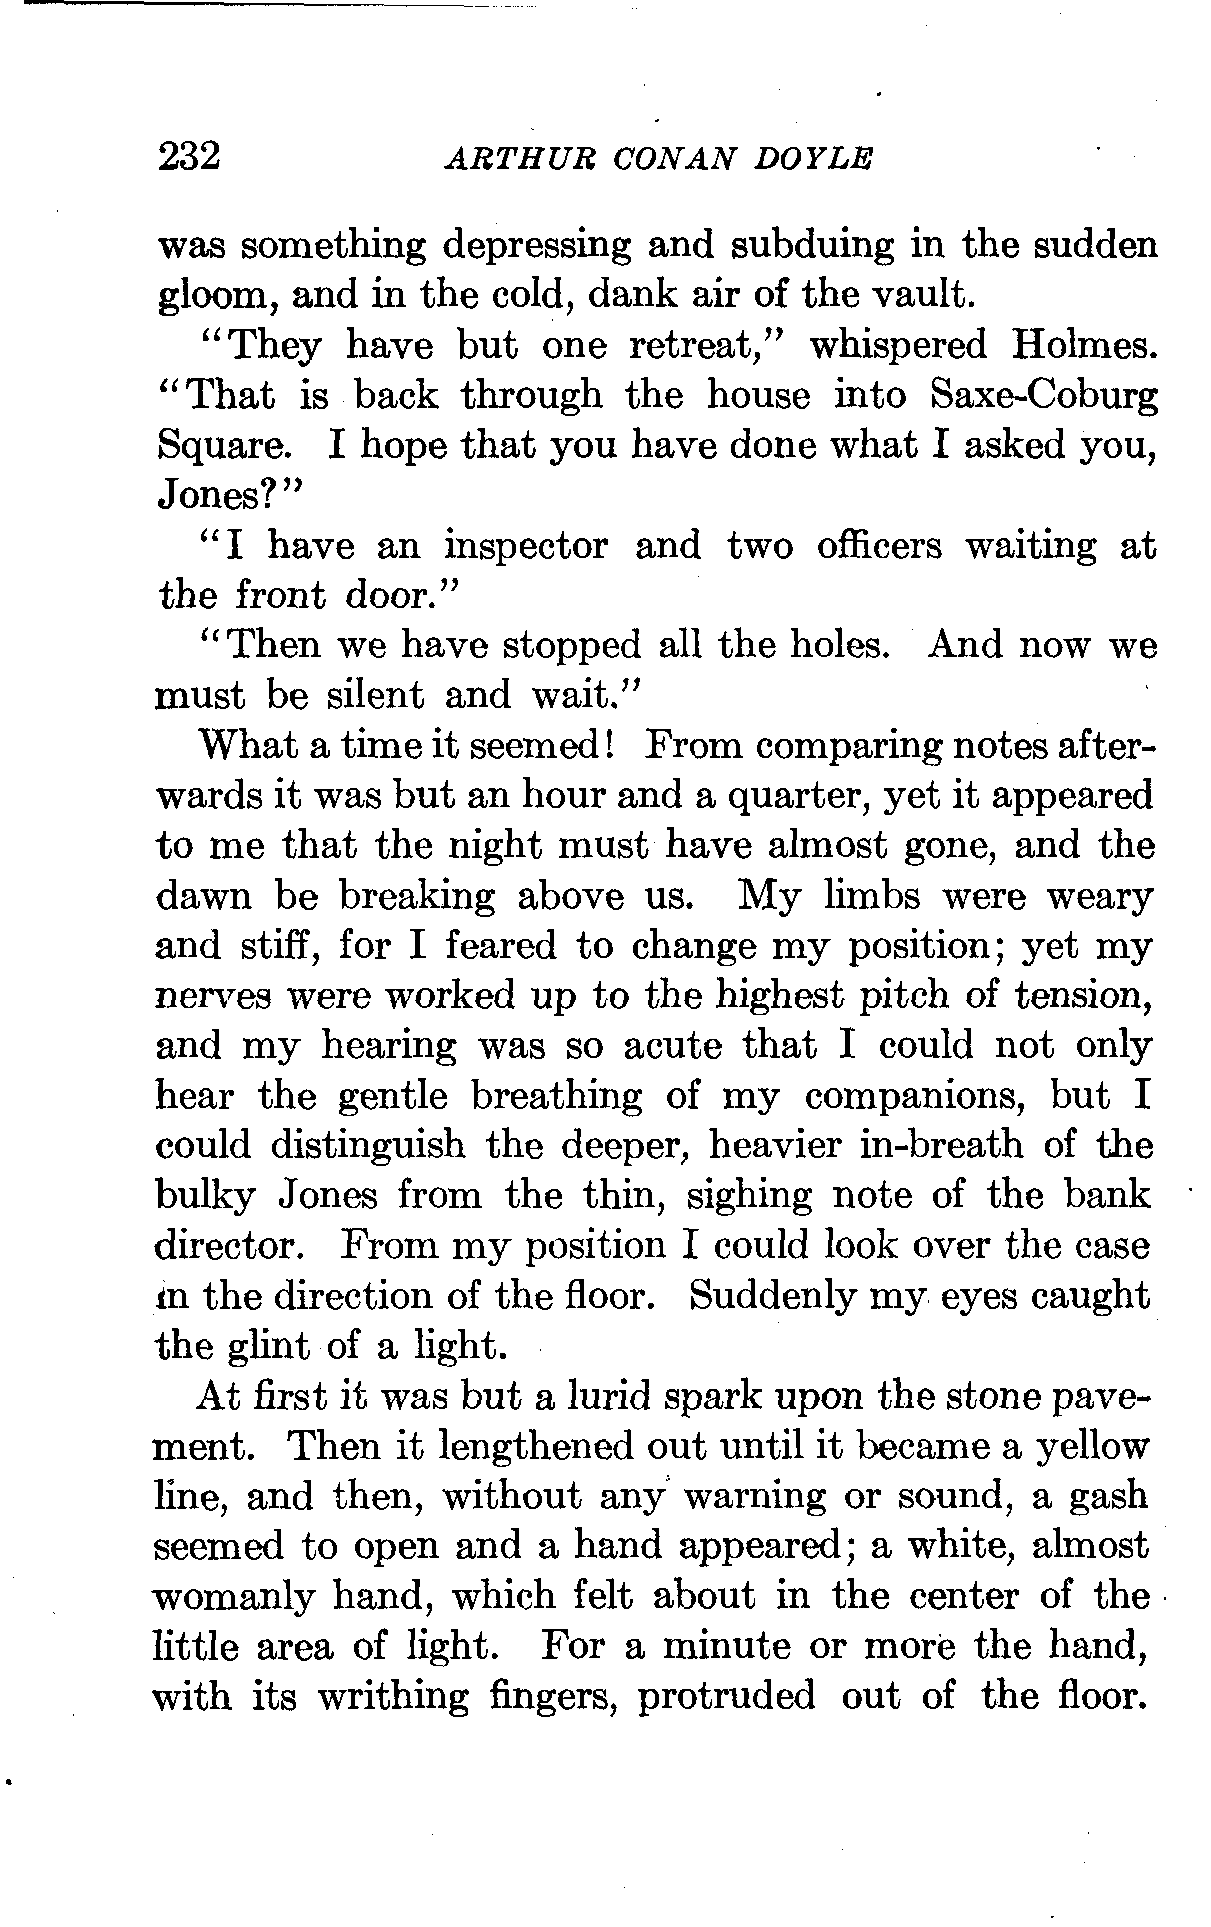 232 ARTHUR CONAN DOYLE
was something depressing and subduing in the sudden
gloom, and in the cold, dank air of the vault.
“They have but one retreat,” whispered Holmes.
“That is back through the house into Saxe-Coburg
Square. I hope that you have done what I asked you,
Jones?”
“I have an inspector and two officers waiting at
the front door.”
“Then we have stopped all the holes. And now we
must be silent and wait.”
What a time it seemed! From comparing notes after-
wards it was but an hour and a quarter, yet it appeared
to me that the night must have almost gone, and the
dawn be breaking above us. My limbs were weary
and stiff, for I feared to change my position; yet my
nerves were worked up to the highest pitch of tension,
and my hearing was so acute that I could not only
hear the gentle breathing of my companions, but I
could distinguish the deeper, heavier in-breath of the
bulky Jones from the thin, sighing note of the bank
director. From my position I could look over the case
in the direction of the floor. Suddenly my eyes caught
the glint of a light.
At first it was but a lurid spark upon the stone pave-
ment. Then it lengthened out until it became a yellow
line, and then, without any warning or sound, a gash
seemed to open and a hand appeared; a white, almost
womanly hand, which felt about in the center of the
little area of light. For a minute or more the hand,
with its writhing fingers, protruded out of the floor.